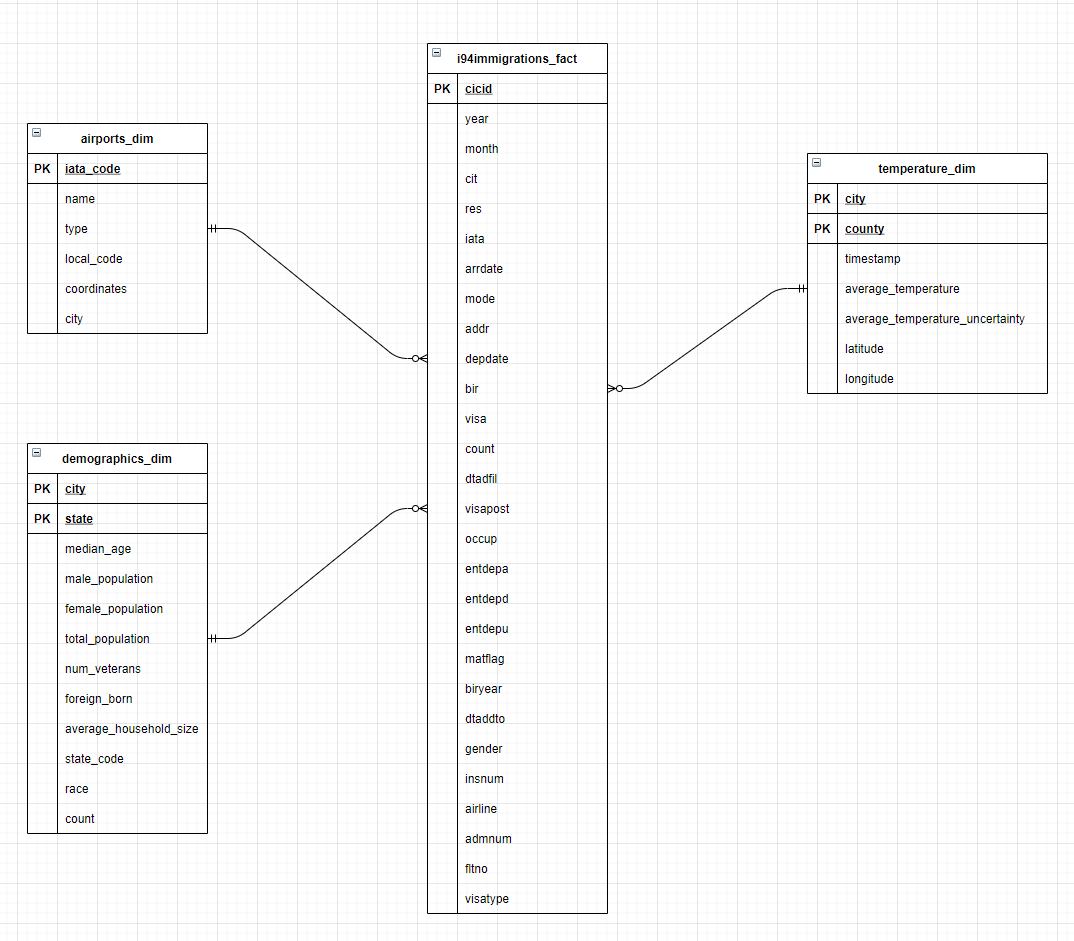 airports_dim
PK iata_code
name
type
local_code
coordinates
city
demographics_dim
PK city
PK state
median_age
male_population
female_population
total_population
num_veterans
foreign_born
average_household_size
state_code
race
count
i94immigrations_fact
PK cicid
year
month
cit
res
iata
arrdate
mode
addr
depdate
bir
visa
count
dtadfil
visapost
occup
entdepa
entdepd
entdepu
matflag
biryear
dtaddto
gender
insnum
airline
admnum
fltno
visatype
temperature_dim
PK city
PK county
timestamp
average_temperature
average_temperature_uncertainty
latitude
longitude